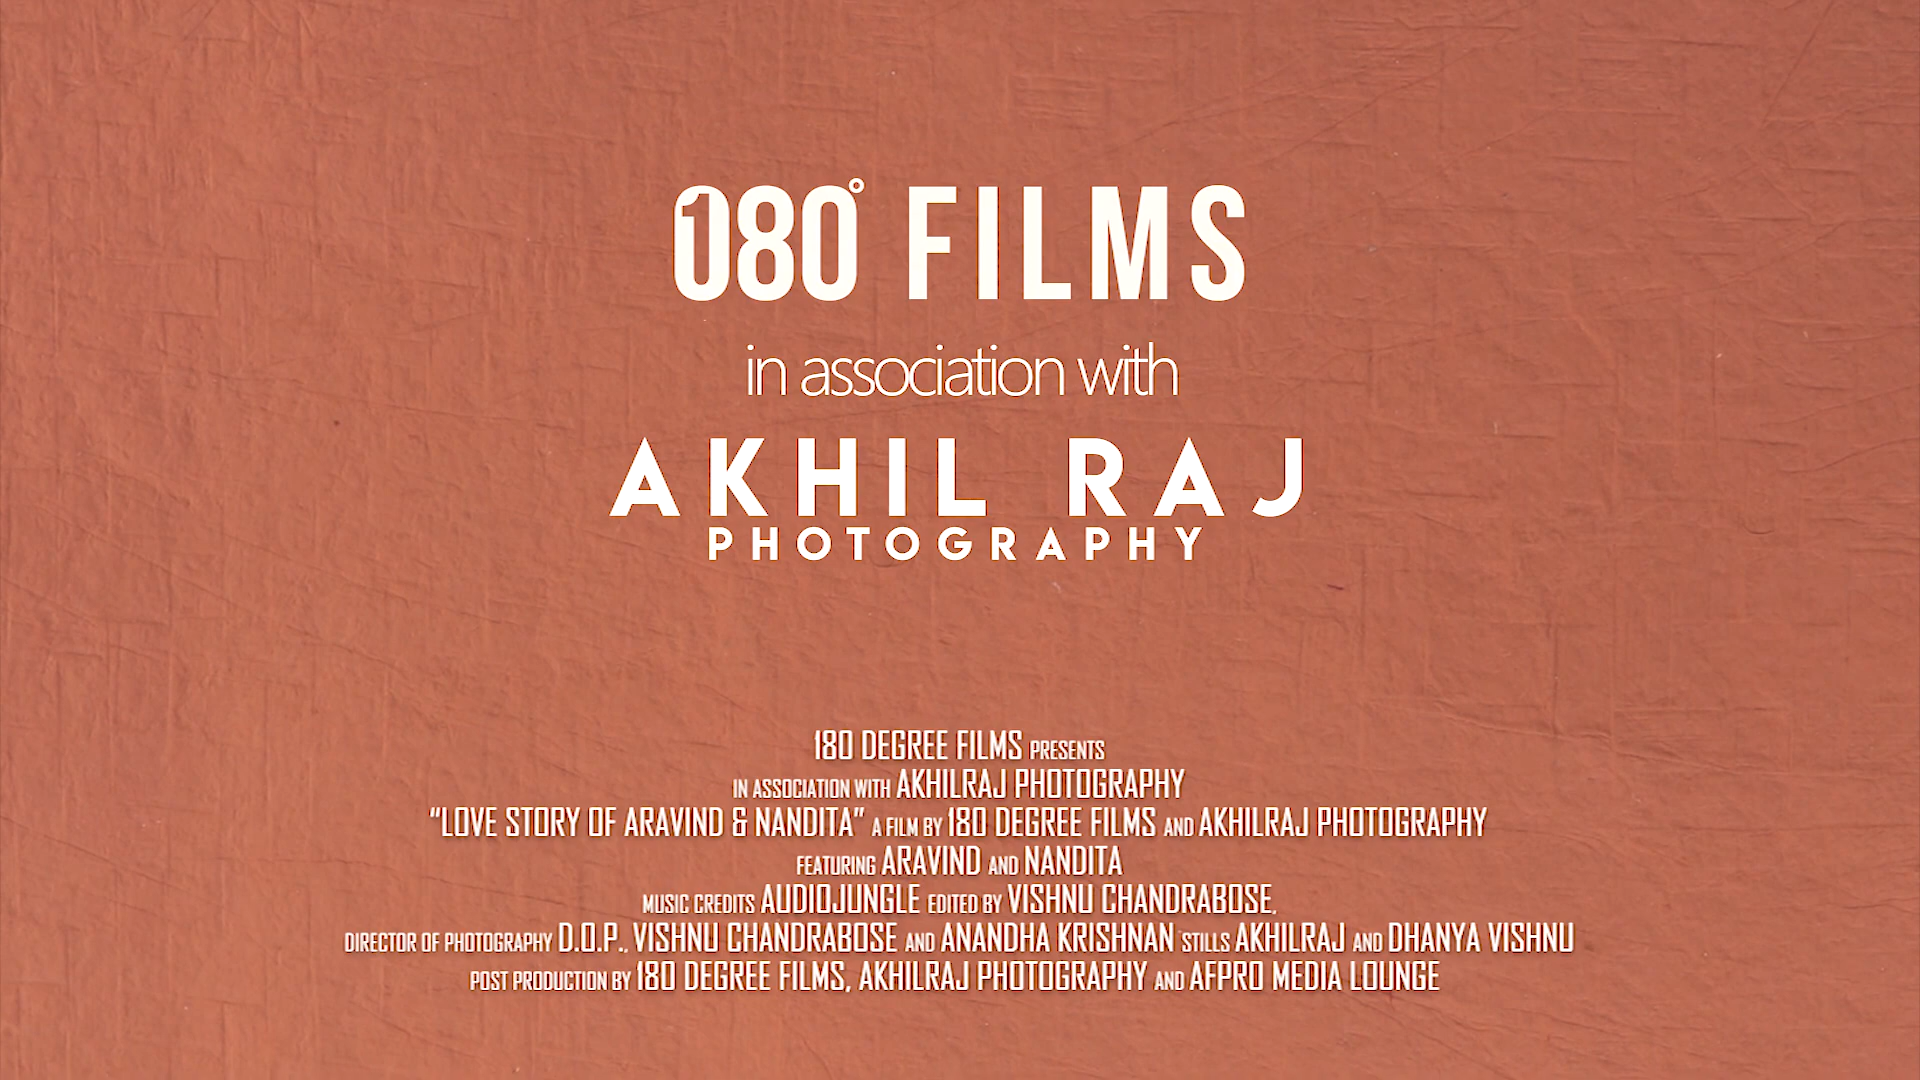 180° FILMS
in association with
AKHIL RAJ
PHOTOGRAPHY
180 DEGREE FILMS PRESENTS
IN ASSOCIATION WITH AKHILRAJ PHOTOGRAPHY
“LOVE STORY OF ARAVIND & NANDITA” A FILM BY 180 DEGREE FILMS AND AKHILRAJ PHOTOGRAPHY
FEATURING ARAVIND AND NANDITA
MUSIC CREDITS AUDIOJUNGLE EDITED BY VISHNU CHANDRABOSE,
DIRECTOR OF PHOTOGRAPHY D.O.P., VISHNU CHANDRABOSE AND ANANDHA KRISHNAN STILLS AKHILRAJ AND DHANYA VISHNU
POST PRODUCTION BY 180 DEGREE FILMS, AKHILRAJ PHOTOGRAPHY AND AFPRO MEDIA LOUNGE